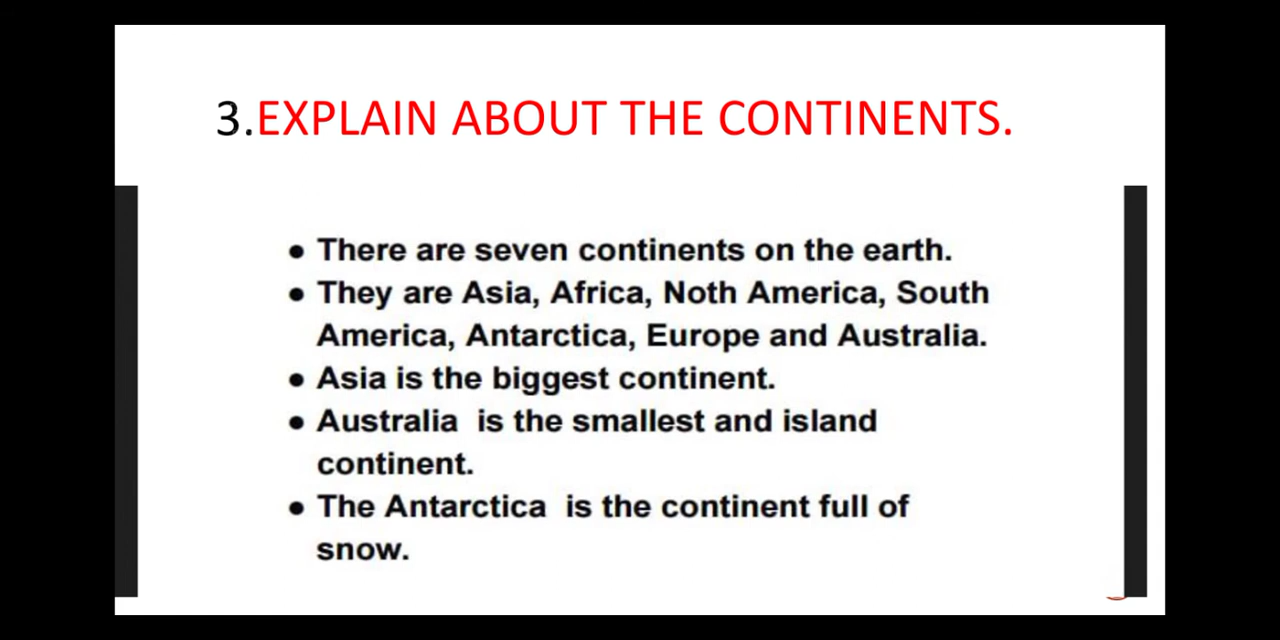 3.EXPLAIN ABOUT THE CONTINENTS.
● There are seven continents on the earth.
● They are Asia, Africa, Noth America, South
America, Antarctica, Europe and Australia.
● Asia is the biggest continent.
● Australia is the smallest and island
continent.
● The Antarctica is the continent full of
snow.